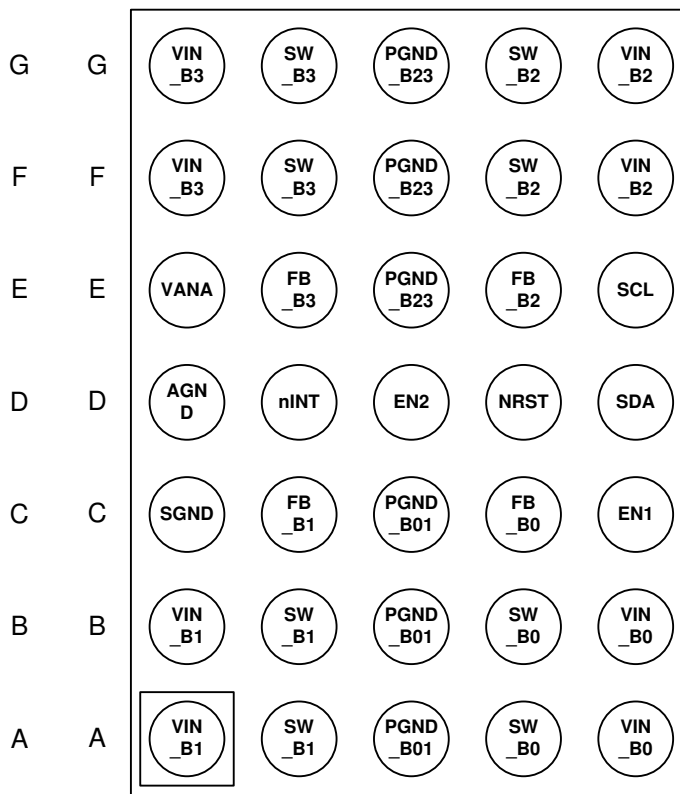 G G VIN _B3 SW _B3 PGND _B23 SW _B2 VIN _B2
F F VIN _B3 SW _B3 PGND _B23 SW _B2 VIN _B2
E E VANA FB _B3 PGND _B23 FB _B2 SCL
D D AGN D nINT EN2 NRST SDA
C C SGND FB _B1 PGND _B01 FB _B0 EN1
B B VIN _B1 SW _B1 PGND _B01 SW _B0 VIN _B0
A A VIN _B1 SW _B1 PGND _B01 SW _B0 VIN _B0